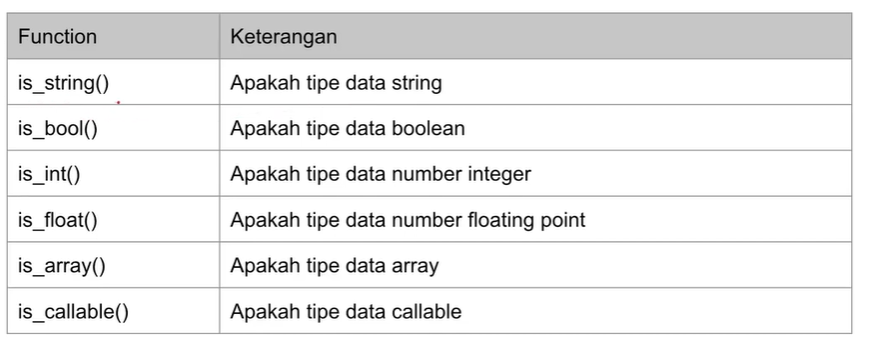 Function Keterangan
is_string() Apakah tipe data string
is_bool() Apakah tipe data boolean
is_int() Apakah tipe data number integer
is_float() Apakah tipe data number floating point
is_array() Apakah tipe data array
is_callable() Apakah tipe data callable